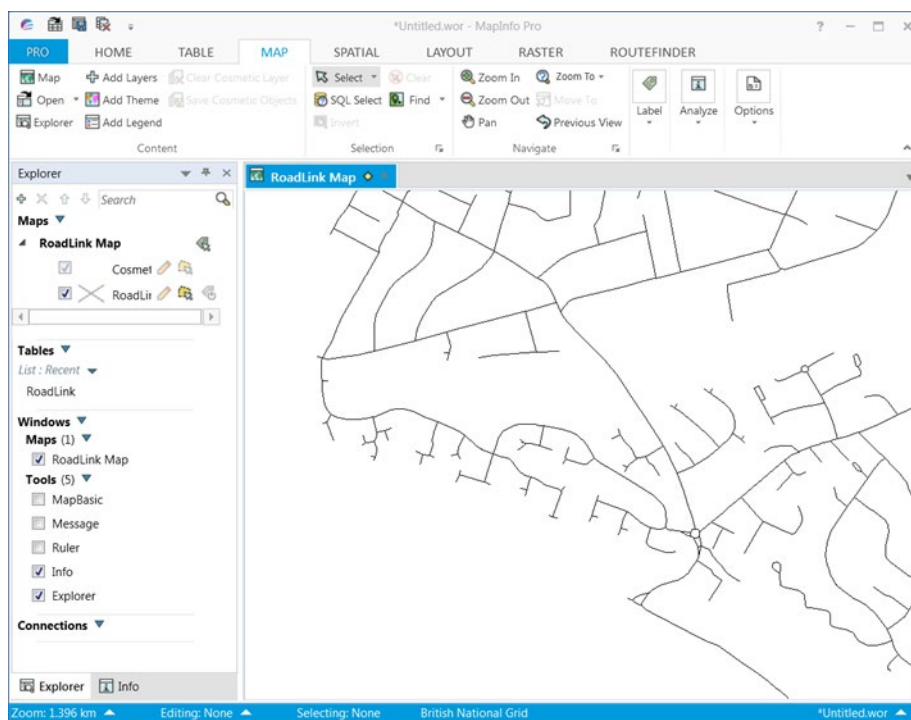 *Untitled.wor - MapInfo Pro
PRO HOME TABLE MAP SPATIAL LAYOUT RASTER ROUTEFINDER
Map Add Layers Clear Cosmetic Layer Select Clear Zoom In Zoom To
Open Add Theme Save Cosmetic Objects SQL Select Find Zoom Out Move To Label Analyze Options
Explorer Add Legend Invert Pan Previous View
Content Selection Navigate
Explorer
RoadLink Map
Search
Maps
RoadLink Map
Cosmet
RoadLir
Tables
List : Recent
RoadLink
Windows
Maps (1)
RoadLink Map
Tools (5)
MapBasic
Message
Ruler
Info
Explorer
Connections
Explorer Info
Zoom: 1.396 km Editing: None Selecting: None British National Grid *Untitled.wor